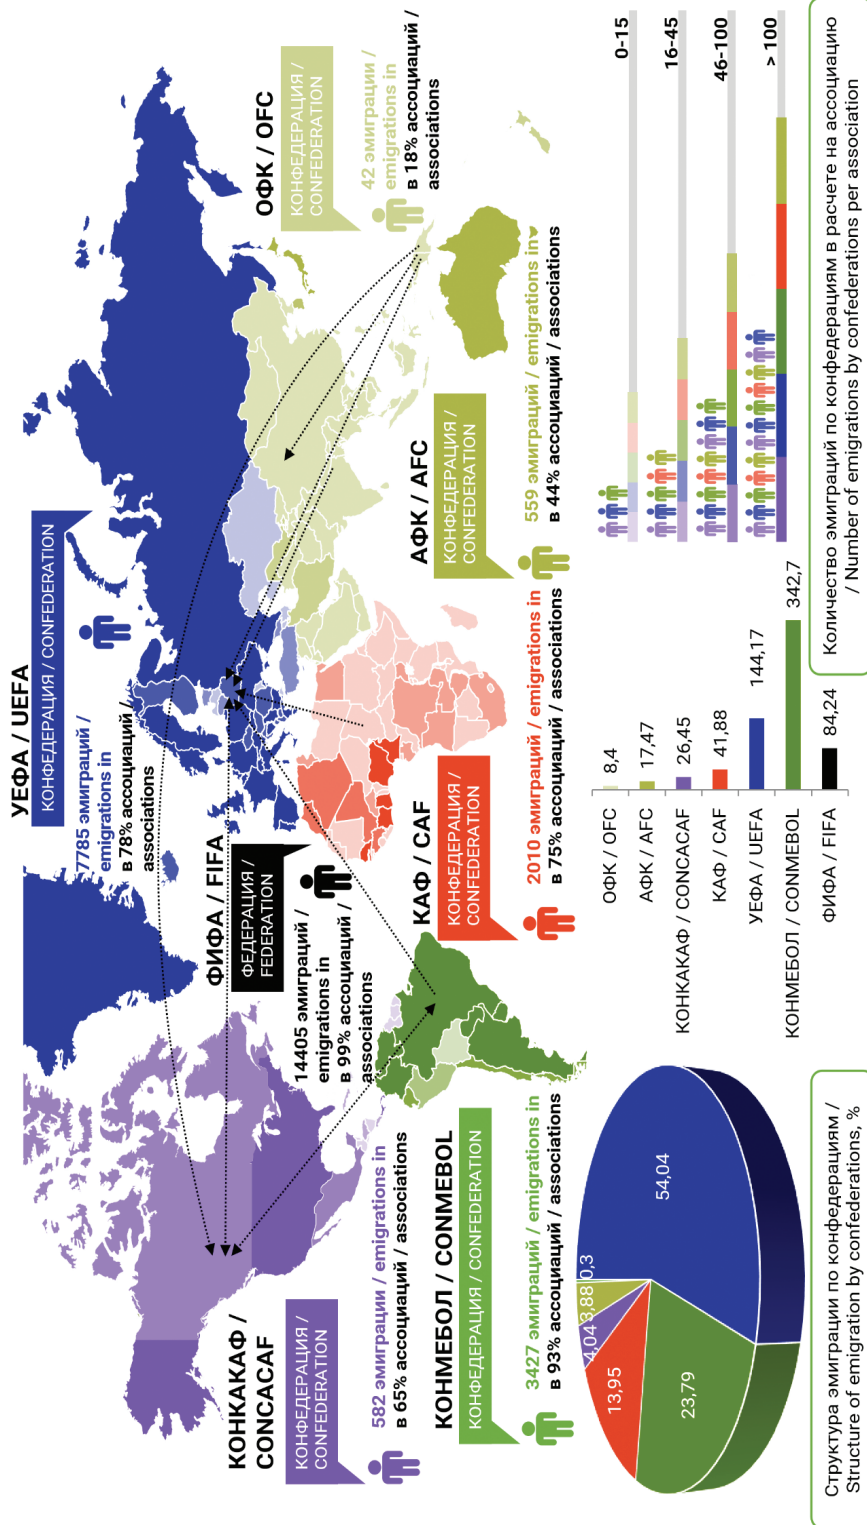 УЕФА / UEFA
КОНФЕДЕРАЦИЯ / CONFEDERATION
7785 эмиграций /
emigrations in
в 78% ассоциаций /
associations
ОФК / OFC
КОНФЕДЕРАЦИЯ /
CONFEDERATION
42 эмиграции /
emigrations in
в 18% ассоциаций /
associations
ФИФА / FIFA
ФЕДЕРАЦИЯ /
FEDERATION
14405 эмиграций /
emigrations in
в 99% ассоциаций /
associations
КОНКАКАФ /
CONCACAF
КОНФЕДЕРАЦИЯ /
CONFEDERATION
582 эмиграции / emigrations in
в 65% ассоциаций / associations
АФК / AFC
КОНФЕДЕРАЦИЯ /
CONFEDERATION
559 эмиграций / emigrations in
в 44% ассоциаций / associations
КАФ / CAF
КОНФЕДЕРАЦИЯ /
CONFEDERATION
2010 эмиграций / emigrations in
в 75% ассоциаций / associations
КОНМЕБОЛ / CONMEBOL
КОНФЕДЕРАЦИЯ / CONFEDERATION
3427 эмиграций / emigrations in
в 93% ассоциаций / associations
54,04
23,79
13,95
4,04
3,88
0,3
Структура эмиграции по конфедерациям /
Structure of emigration by confederations, %
ОФК / OFC 8,4
АФК / AFC 17,47
КОНКАКАФ / CONCACAF 26,45
КАФ / CAF 41,88
УЕФА / UEFA 144,17
КОНМЕБОЛ / CONMEBOL 342,7
ФИФА / FIFA 84,24
0-15
16-45
46-100
> 100
Количество эмиграций по конфедерациям в расчете на ассоциацию
/ Number of emigrations by confederations per association